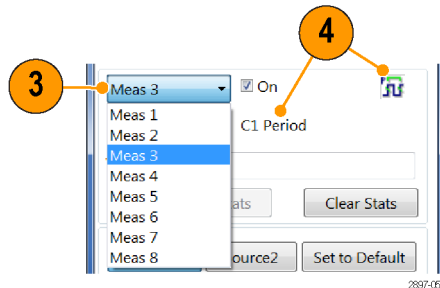 4
3
Meas 3
On
Meas 1
C1 Period
Meas 2
Meas 3
Meas 4
Meas 5
ats
Clear Stats
Meas 6
Meas 7
Meas 8
ource2
Set to Default
2897-05